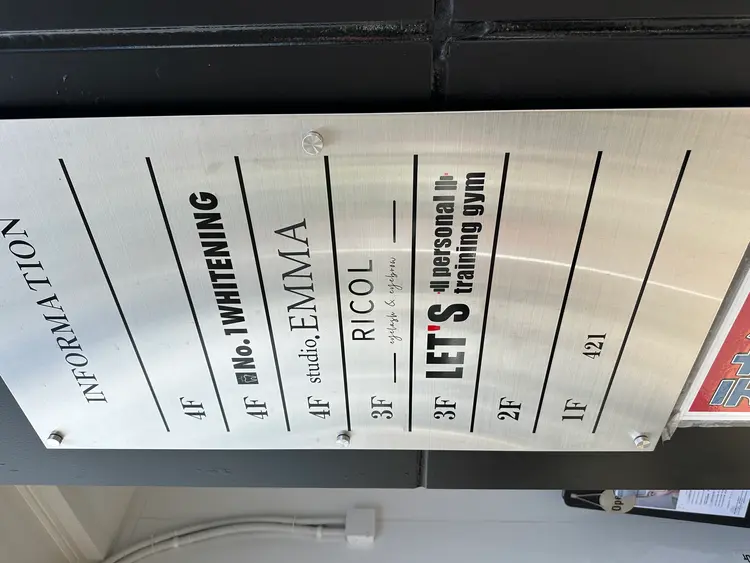 INFORMATION
4F
4F No.1 WHITENING
4F studio, EMMA
3F RICOL
eyelash & eyebrow
3F LET'S personal
training gym
2F
1F 421